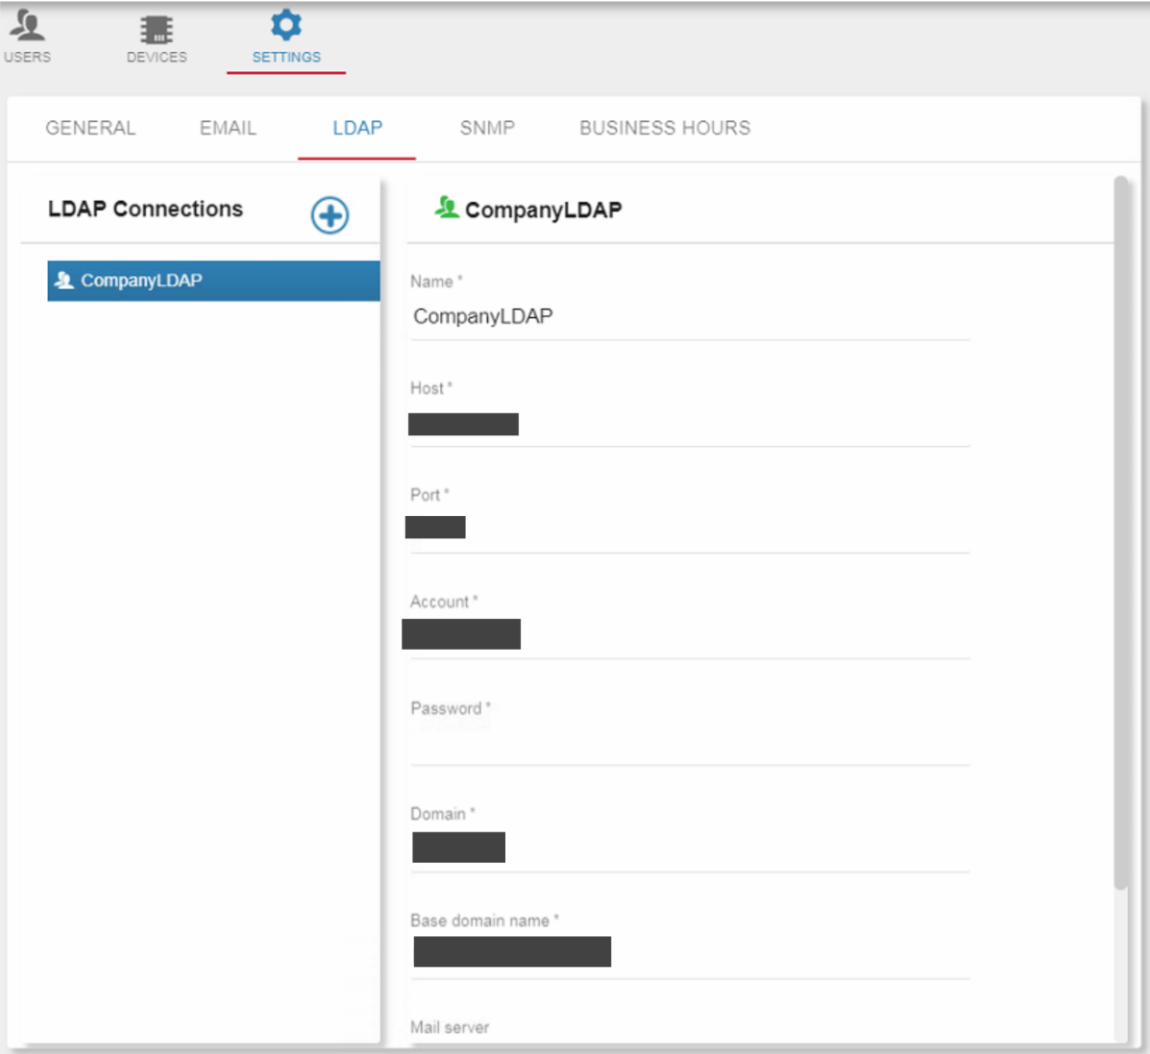 USERS
DEVICES
SETTINGS
GENERAL
EMAIL
LDAP
SNMP
BUSINESS HOURS
LDAP Connections
CompanyLDAP
CompanyLDAP
Name *
CompanyLDAP
Host *
Port *
Account *
Password *
Domain *
Base domain name *
Mail server